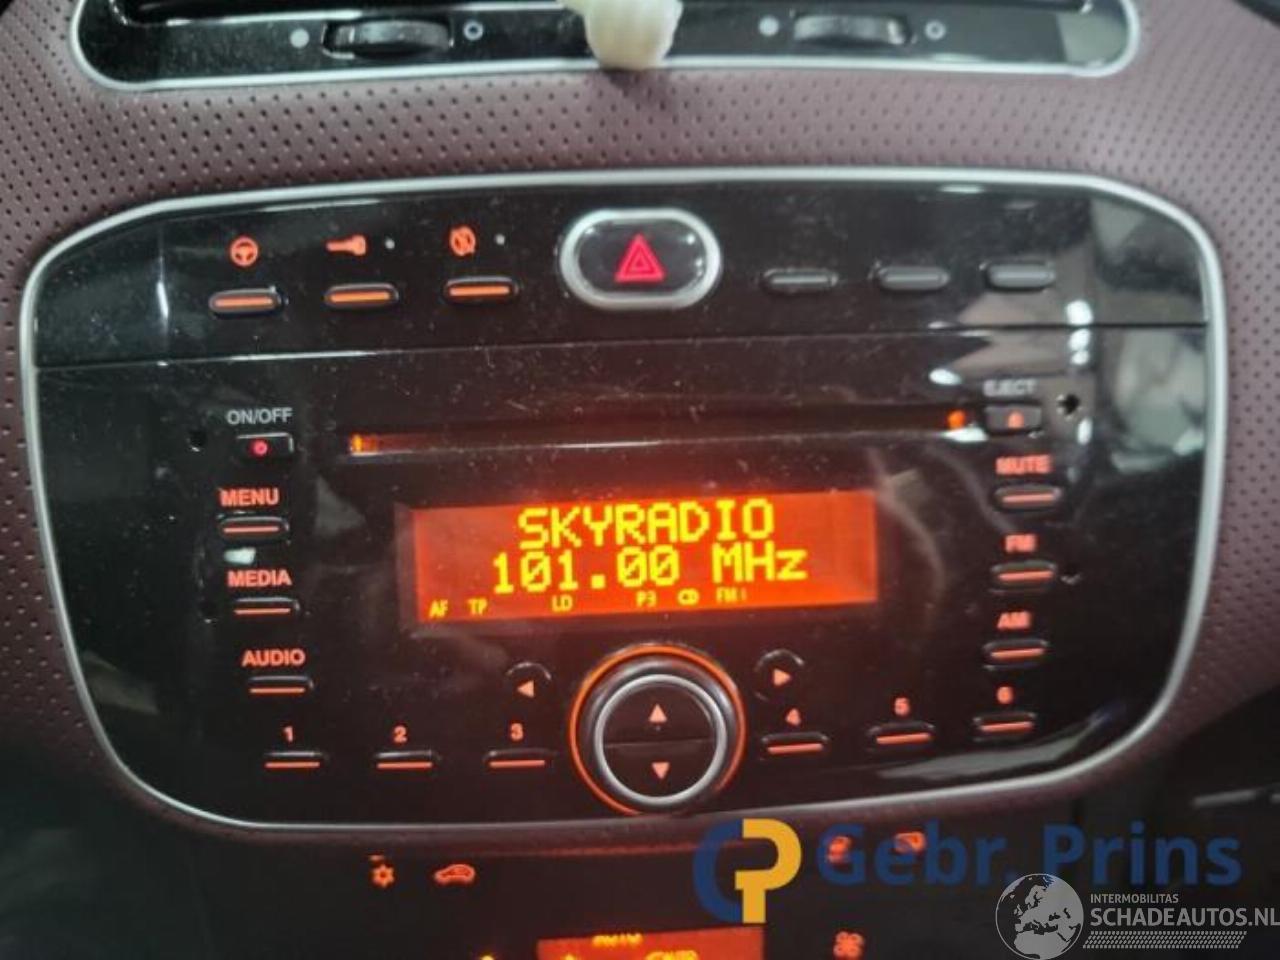 EJECT
ON/OFF
MENU
MUTE
SKYRADIO
101.00 MHz
FM
MEDIA
AF TP LD P3 CD FM1
AM
AUDIO
1 2 3 4 5 6
Gebr. Prins
INTERMOBILITAS
SCHADEAUTOS.NL